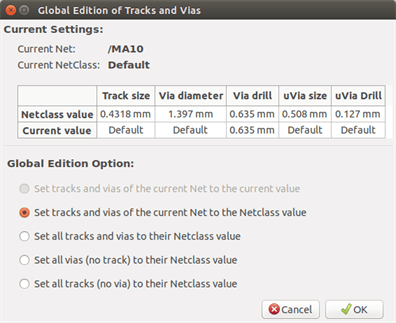 Global Edition of Tracks and Vias
Current Settings:
Current Net: /MA10
Current NetClass: Default
Track size Via diameter Via drill uVia size uVia Drill
Netclass value 0.4318 mm 1.397 mm 0.635 mm 0.508 mm 0.127 mm
Current value Default Default 0.635 mm Default Default
Global Edition Option:
Set tracks and vias of the current Net to the current value
Set tracks and vias of the current Net to the Netclass value
Set all tracks and vias to their Netclass value
Set all vias (no track) to their Netclass value
Set all tracks (no via) to their Netclass value
Cancel OK